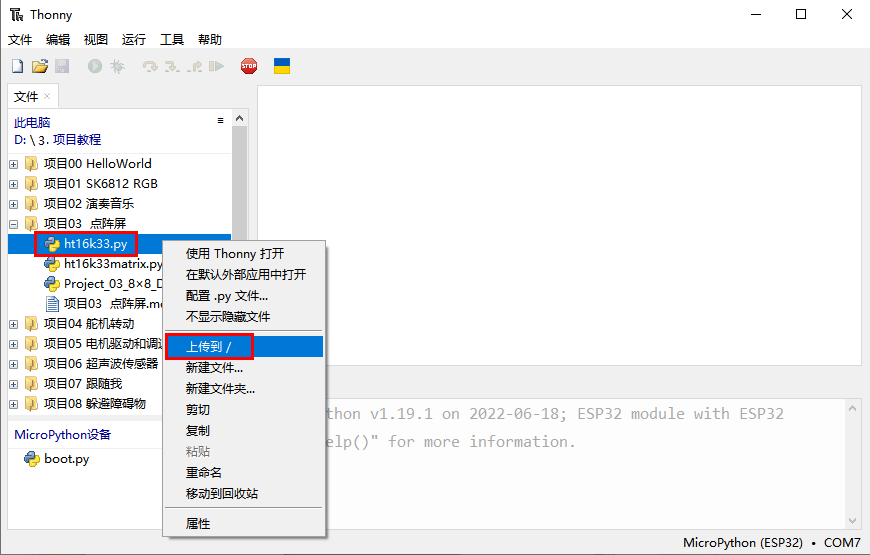 Thonny
文件 编辑 视图 运行 工具 帮助
STOP
文件 ×
此电脑
D: \ 3. 项目教程
项目00 HelloWorld
项目01 SK6812 RGB
项目02 演奏音乐
项目03 点阵屏
ht16k33.py
ht16k33matrix.py
Project_03_8×8_D
项目03 点阵屏.m
项目04 舵机转动
项目05 电机驱动和调
项目06 超声波传感器
项目07 跟随我
项目08 躲避障碍物
MicroPython设备
boot.py
使用 Thonny 打开
在默认外部应用中打开
配置 .py 文件...
不显示隐藏文件
上传到 /
新建文件...
新建文件夹...
剪切
复制
粘贴
重命名
移动到回收站
属性
thon v1.19.1 on 2022-06-18; ESP32 module with ESP32
elp()" for more information.
MicroPython (ESP32) • COM7